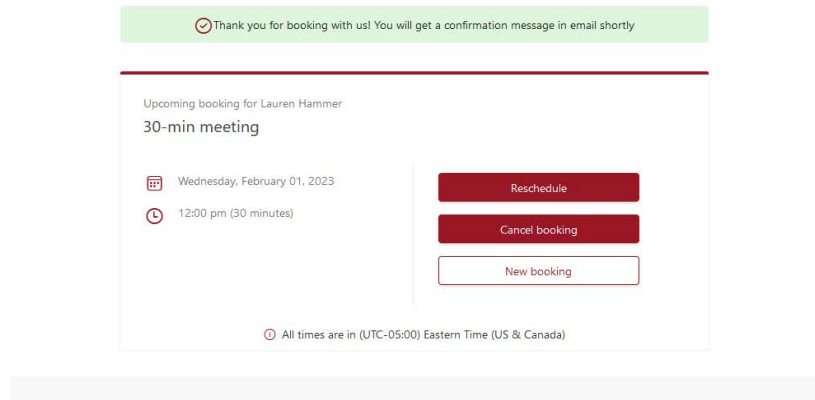 Thank you for booking with us! You will get a confirmation message in email shortly
Upcoming booking for Lauren Hammer
30-min meeting
Wednesday, February 01, 2023
12:00 pm (30 minutes)
Reschedule
Cancel booking
New booking
All times are in (UTC-05:00) Eastern Time (US & Canada)